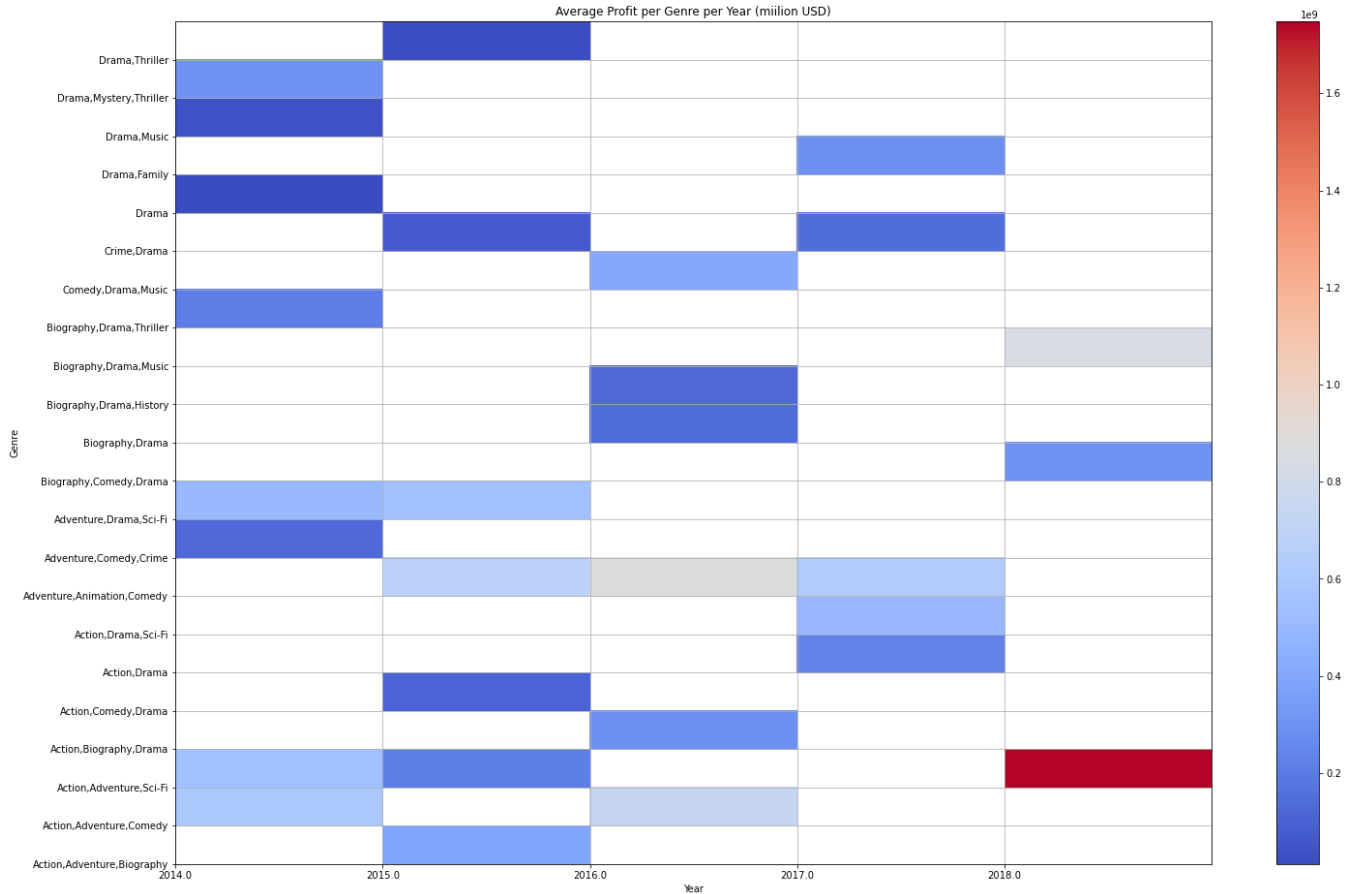 Average Profit per Genre per Year (miilion USD)
1e9
Drama,Thriller
Drama,Mystery,Thriller
Drama,Music
Drama,Family
Drama
Crime,Drama
Comedy,Drama,Music
Biography,Drama,Thriller
Biography,Drama,Music
Biography,Drama,History
Biography,Drama
Biography,Comedy,Drama
Adventure,Drama,Sci-Fi
Adventure,Comedy,Crime
Adventure,Animation,Comedy
Action,Drama,Sci-Fi
Action,Drama
Action,Comedy,Drama
Action,Biography,Drama
Action,Adventure,Sci-Fi
Action,Adventure,Comedy
Action,Adventure,Biography
Genre
2014.0 2015.0 2016.0 2017.0 2018.0
Year
1.6
1.4
1.2
1.0
0.8
0.6
0.4
0.2